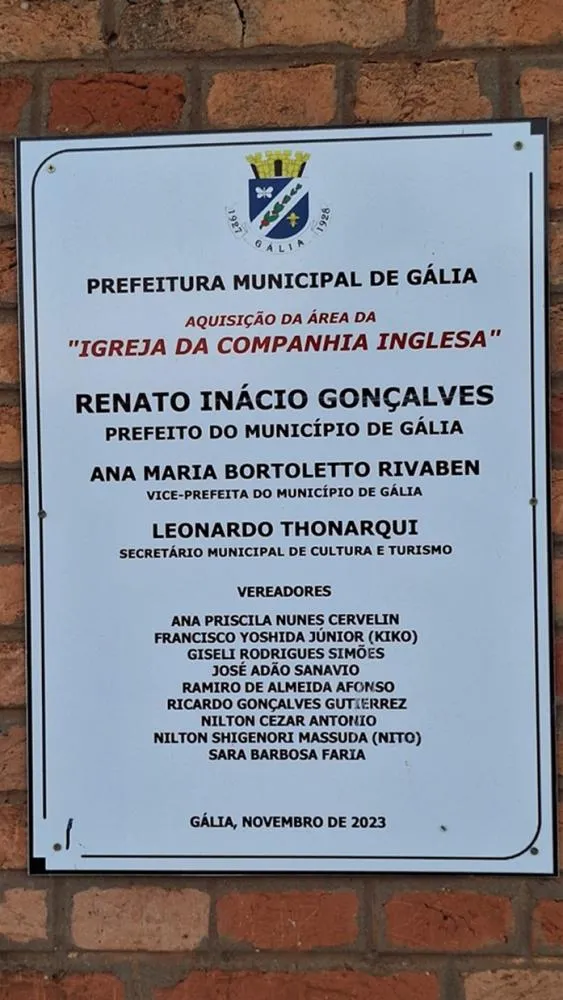 1927 GÁLIA 1928
PREFEITURA MUNICIPAL DE GÁLIA
AQUISIÇÃO DA ÁREA DA
"IGREJA DA COMPANHIA INGLESA"
RENATO INÁCIO GONÇALVES
PREFEITO DO MUNICÍPIO DE GÁLIA
ANA MARIA BORTOLETTO RIVABEN
VICE-PREFEITA DO MUNICÍPIO DE GÁLIA
LEONARDO THONARQUI
SECRETÁRIO MUNICIPAL DE CULTURA E TURISMO
VEREADORES
ANA PRISCILA NUNES CERVELIN
FRANCISCO YOSHIDA JÚNIOR (KIKO)
GISELI RODRIGUES SIMÕES
JOSÉ ADÃO SANAVIO
RAMIRO DE ALMEIDA AFONSO
RICARDO GONÇALVES GUTIERREZ
NILTON CEZAR ANTONIO
NILTON SHIGENORI MASSUDA (NITO)
SARA BARBOSA FARIA
GÁLIA, NOVEMBRO DE 2023